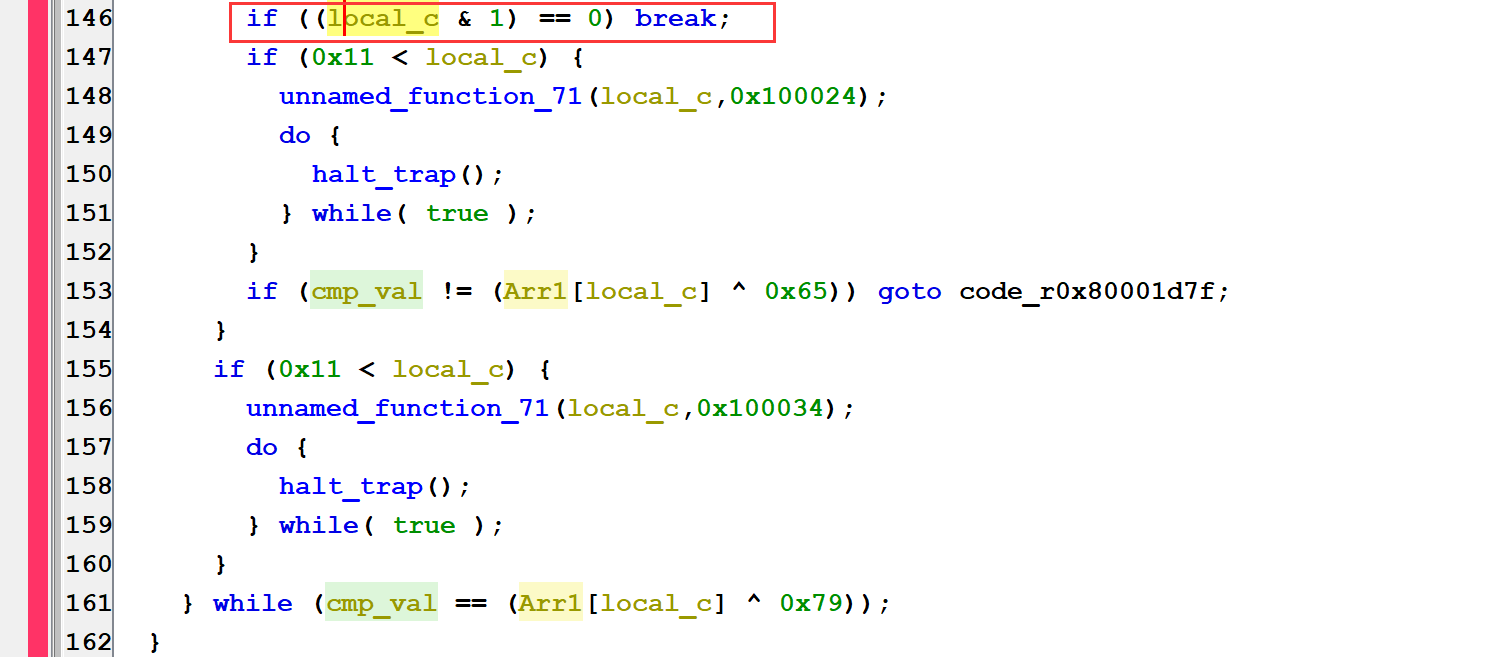 146 if ((local_c & 1) == 0) break;
147 if (0x11 < local_c) {
148 unnamed_function_71(local_c,0x100024);
149 do {
150 halt_trap();
151 } while( true );
152 }
153 if (cmp_val != (Arr1[local_c] ^ 0x65)) goto code_r0x80001d7f;
154 }
155 if (0x11 < local_c) {
156 unnamed_function_71(local_c,0x100034);
157 do {
158 halt_trap();
159 } while( true );
160 }
161 } while (cmp_val == (Arr1[local_c] ^ 0x79));
162 }